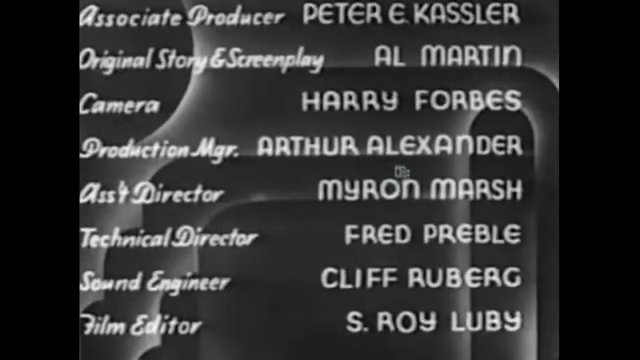 Associate Producer PETER E. KASSLER
Original Story & Screenplay AL MARTIN
Camera HARRY FORBES
Production Mgr. ARTHUR ALEXANDER
Ass't Director MYRON MARSH
Technical Director FRED PREBLE
Sound Engineer CLIFF RUBERG
Film Editor S. ROY LUBY